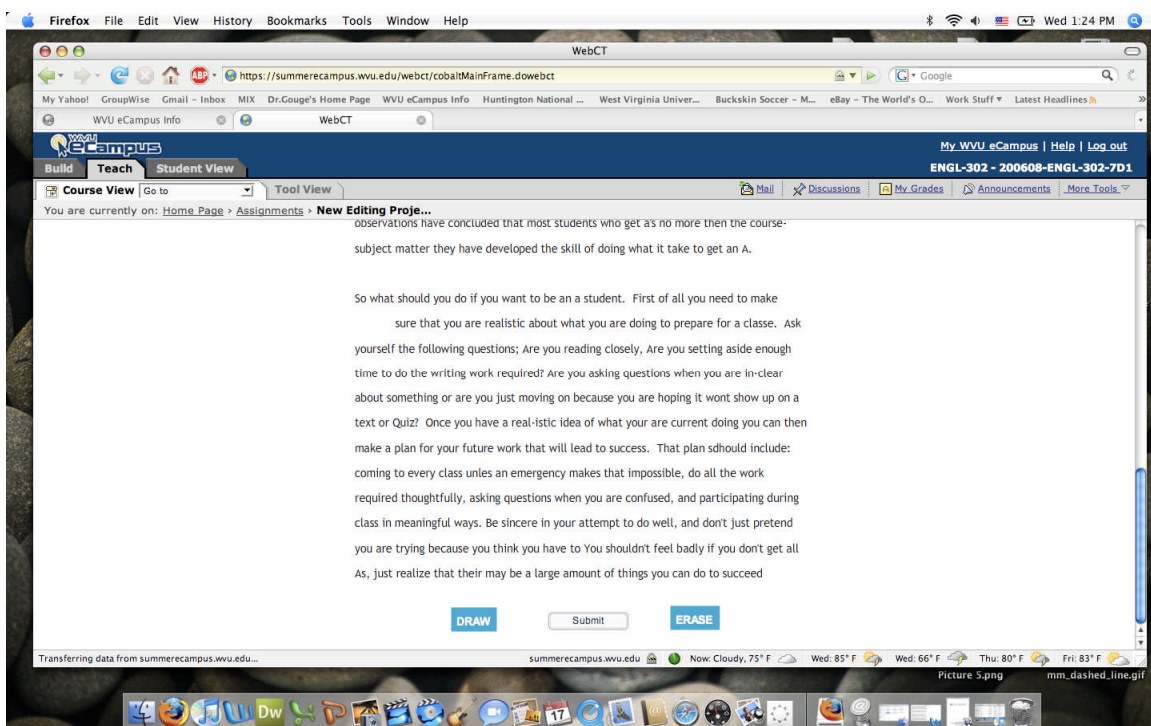 Firefox File Edit View History Bookmarks Tools Window Help Wed 1:24 PM
WebCT
https://summerecampus.wvu.edu/webct/cobaltMainFrame.dowebct Google
My Yahoo! GroupWise Gmail – Inbox MIX Dr.Gouge's Home Page WVU eCampus Info Huntington National ... West Virginia Univer... Buckskin Soccer – M... eBay – The World's O... Work Stuff Latest Headlines
WVU eCampus Info WebCT
WVU eCampus My WVU eCampus | Help | Log out
Build Teach Student View ENGL-302 - 200608-ENGL-302-7D1
Course View Go to Tool View Mail Discussions My Grades Announcements More Tools
You are currently on: Home Page › Assignments › New Editing Proje...
observations have concluded that most students who get a's no more then the course-
subject matter they have developed the skill of doing what it take to get an A.
So what should you do if you want to be an a student. First of all you need to make
sure that you are realistic about what you are doing to prepare for a classe. Ask
yourself the following questions; Are you reading closely, Are you setting aside enough
time to do the writing work required? Are you asking questions when you are in-clear
about something or are you just moving on because you are hoping it wont show up on a
text or Quiz? Once you have a real-istic idea of what your are current doing you can then
make a plan for your future work that will lead to success. That plan sdhould include:
coming to every class unles an emergency makes that impossible, do all the work
required thoughtfully, asking questions when you are confused, and participating during
class in meaningful ways. Be sincere in your attempt to do well, and don't just pretend
you are trying because you think you have to You shouldn't feel badly if you don't get all
As, just realize that their may be a large amount of things you can do to succeed
DRAW Submit ERASE
Transferring data from summerecampus.wvu.edu... summerecampus.wvu.edu Now: Cloudy, 75° F Wed: 85° F Wed: 66° F Thu: 80° F Fri: 83° F
Picture 5.png mm_dashed_line.gif
Dw 17